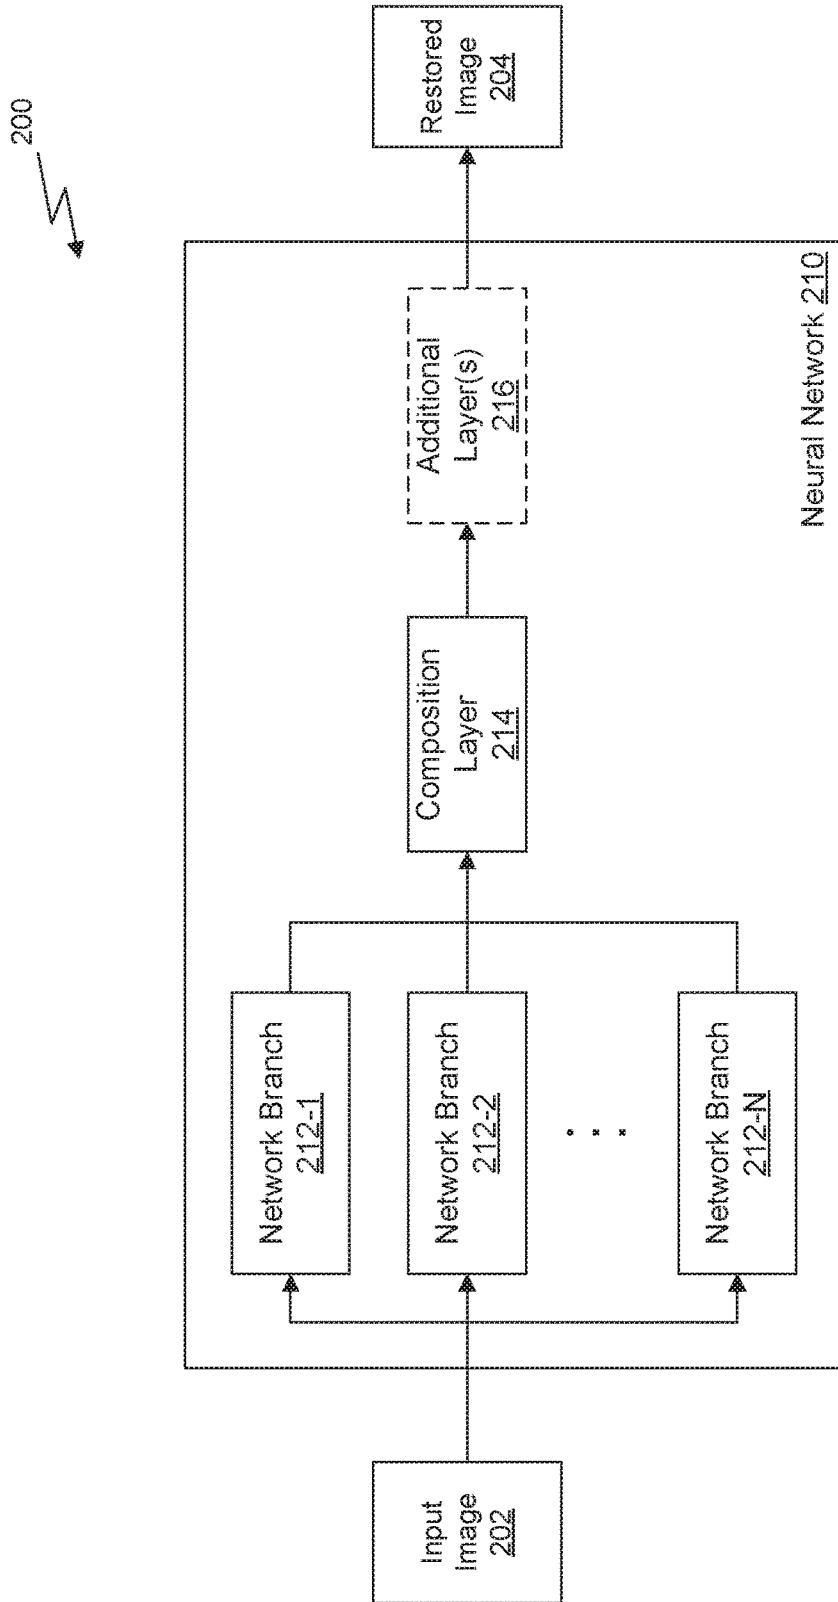 200
Input
Image
202
Network Branch
212-1
Network Branch
212-2
Network Branch
212-N
Composition
Layer
214
Additional
Layer(s)
216
Neural Network 210
Restored
Image
204